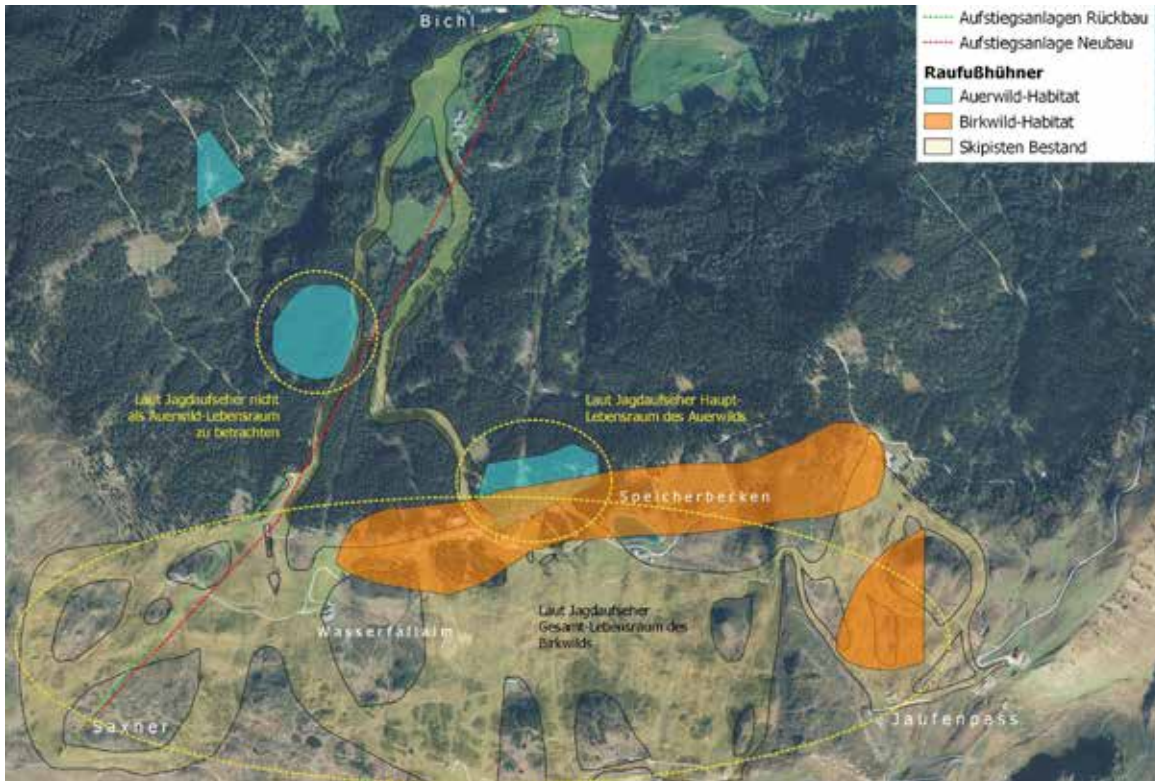 Bichl
Aufstiegsanlagen Rückbau
Aufstiegsanlage Neubau
Raufußhühner
Auerwild-Habitat
Birkwild-Habitat
Skipisten Bestand
Laut Jagdaufseher nicht
als Auerwild-Lebensraum
zu betrachten
Laut Jagdaufseher Haupt-
Lebensraum des Auerwilds
Speicherbecken
Laut Jagdaufseher
Gesamt-Lebensraum des
Birkwilds
Wasserfallalm
Saxner
Jaufenpass